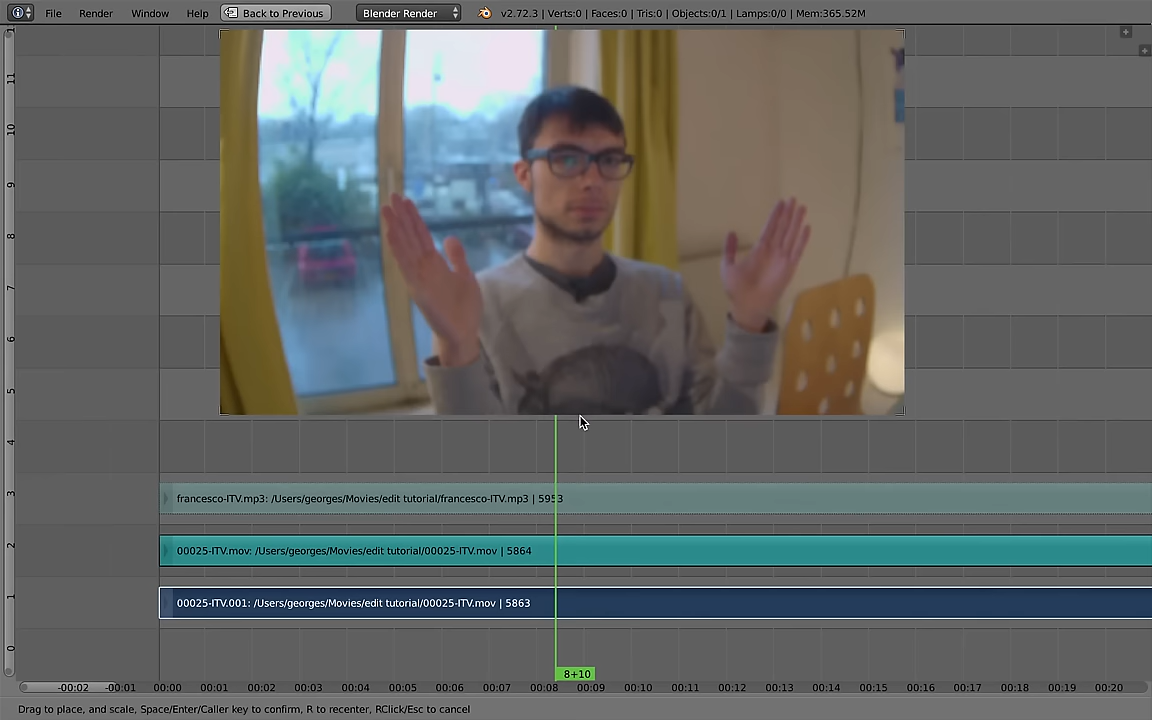 File Render Window Help Back to Previous Blender Render v2.72.3 | Verts:0 | Faces:0 | Tris:0 | Objects:0/1 | Lamps:0/0 | Mem:365.52M
11
10
9
8
7
6
5
4
3
francesco-ITV.mp3: /Users/georges/Movies/edit tutorial/francesco-ITV.mp3 | 5953
2
00025-ITV.mov: /Users/georges/Movies/edit tutorial/00025-ITV.mov | 5864
1
00025-ITV.001: /Users/georges/Movies/edit tutorial/00025-ITV.mov | 5863
0
8+10
-00:02 -00:01 00:00 00:01 00:02 00:03 00:04 00:05 00:06 00:07 00:08 00:09 00:10 00:11 00:12 00:13 00:14 00:15 00:16 00:17 00:18 00:19 00:20
Drag to place, and scale, Space/Enter/Caller key to confirm, R to recenter, RClick/Esc to cancel